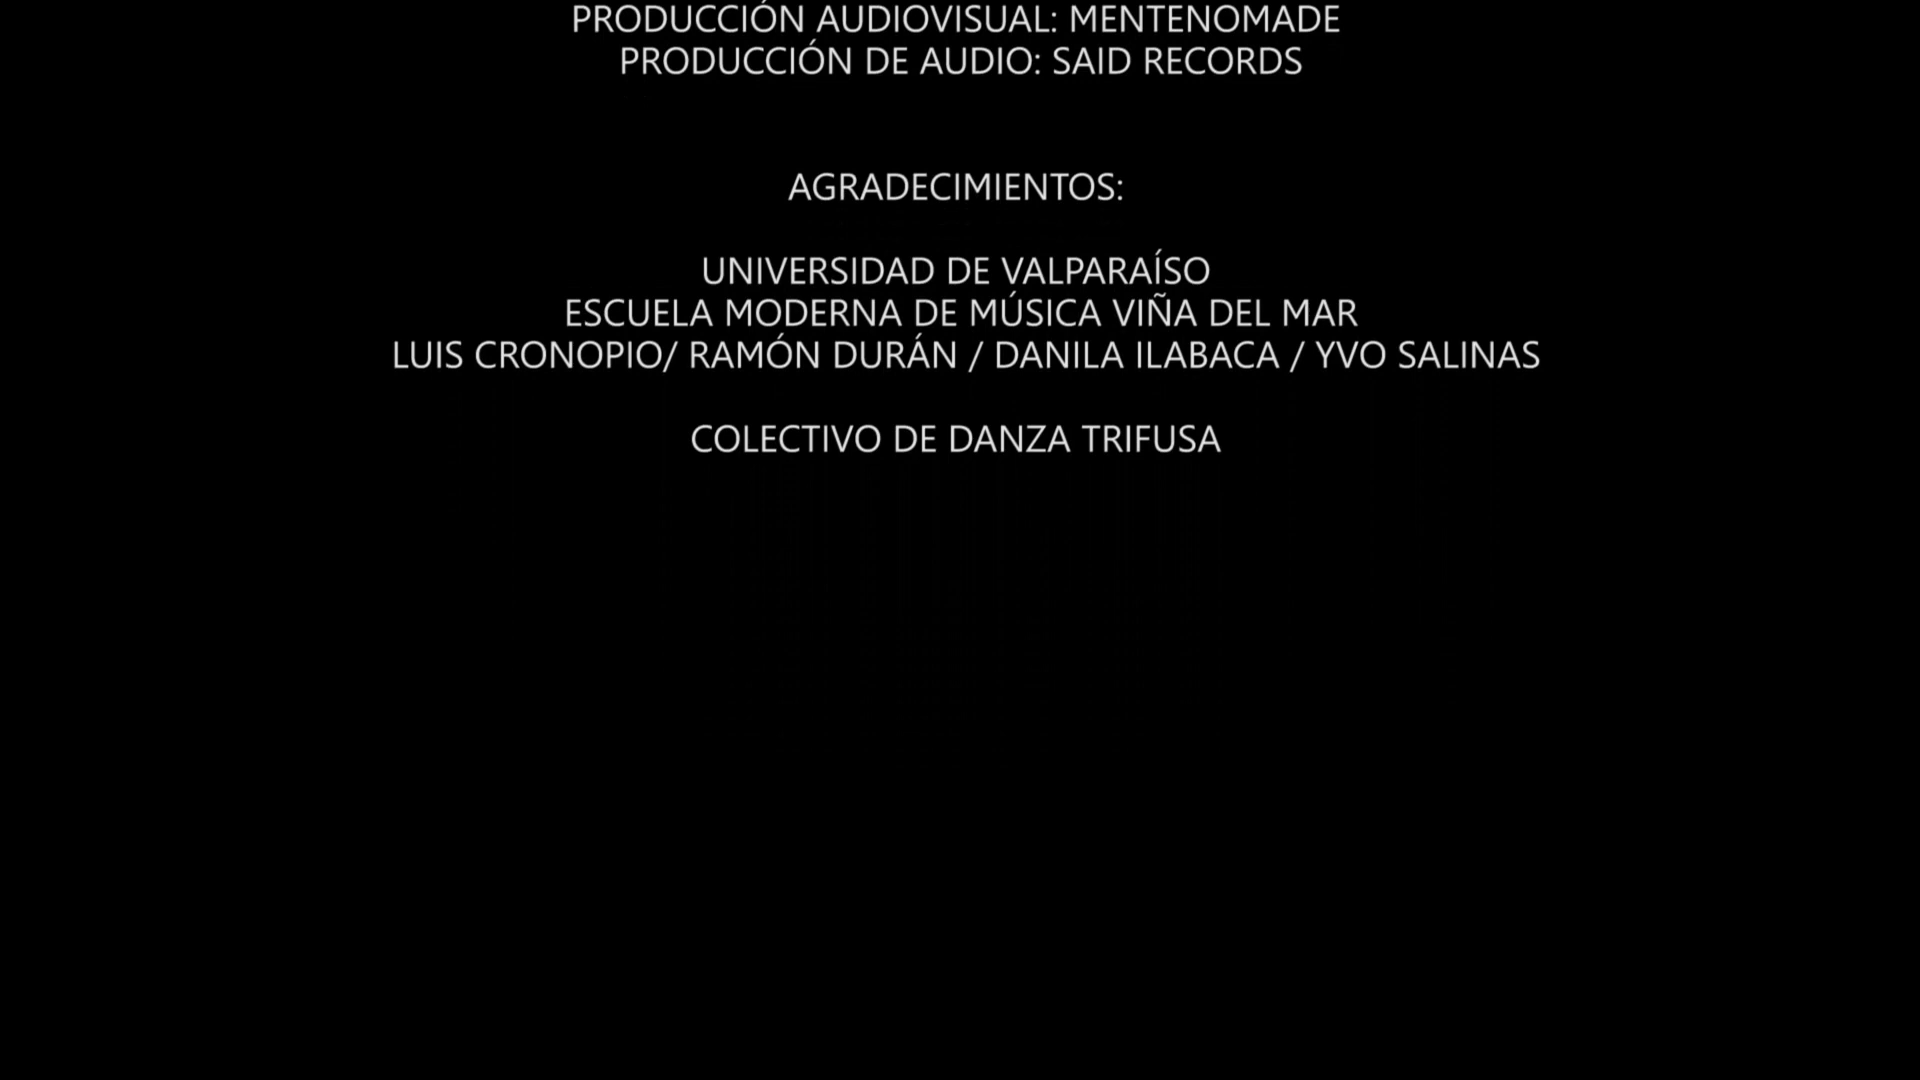 PRODUCCIÓN AUDIOVISUAL: MENTENOMADE
PRODUCCIÓN DE AUDIO: SAID RECORDS
AGRADECIMIENTOS:
UNIVERSIDAD DE VALPARAÍSO
ESCUELA MODERNA DE MÚSICA VIÑA DEL MAR
LUIS CRONOPIO/ RAMÓN DURÁN / DANILA ILABACA / YVO SALINAS
COLECTIVO DE DANZA TRIFUSA